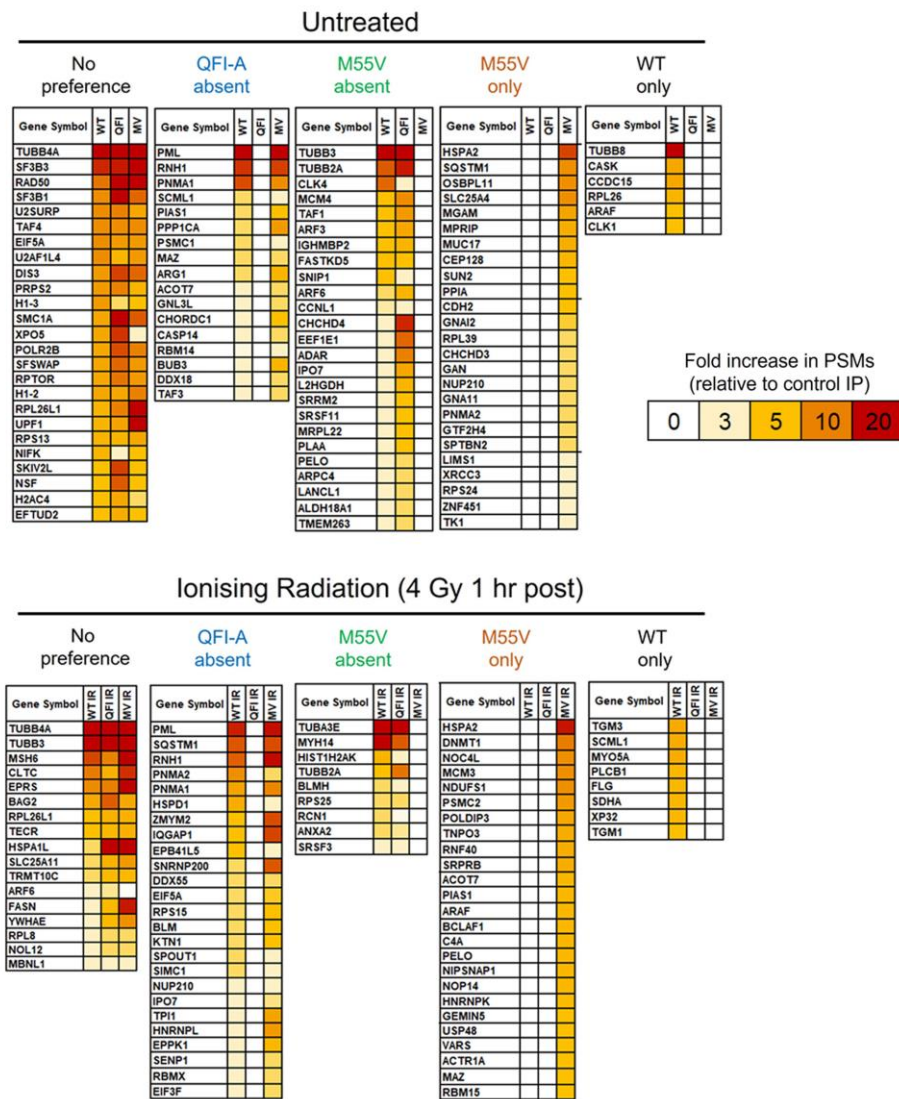 Untreated
No preference
QFI-A absent
M55V absent
M55V only
WT only
Gene Symbol WT QFI MV
TUBB4A
SF3B3
RAD50
SF3B1
U2SURP
TAF4
EIF5A
U2AF1L4
DIS3
PRPS2
H1-3
SMC1A
XPO5
POLR2B
SFSWAP
RPTOR
H1-2
RPL26L1
UPF1
RPS13
NIFK
SKIV2L
NSF
H2AC4
EFTUD2
Gene Symbol WT QFI MV
PML
RNH1
PNMA1
SCML1
PIAS1
PPP1CA
PSMC1
MAZ
ARG1
ACOT7
GNL3L
CHORDC1
CASP14
RBM14
BUB3
DDX18
TAF3
Gene Symbol WT QFI MV
TUBB3
TUBB2A
CLK4
MCM4
TAF1
ARF3
IGHMBP2
FASTKD5
SNIP1
ARF6
CCNL1
CHCHD4
EEF1E1
ADAR
IPO7
L2HGDH
SRRM2
SRSF11
MRPL22
PLAA
PELO
ARPC4
LANCL1
ALDH18A1
TMEM263
Gene Symbol WT QFI MV
HSPA2
SQSTM1
OSBPL11
SLC25A4
MGAM
MPRIP
MUC17
CEP128
SUN2
PPIA
CDH2
GNAI2
RPL39
CHCHD3
GAN
NUP210
GNA11
PNMA2
GTF2H4
SPTBN2
LIMS1
XRCC3
RPS24
ZNF451
TK1
Gene Symbol WT QFI MV
TUBB8
CASK
CCDC15
RPL26
ARAF
CLK1
Fold increase in PSMs
(relative to control IP)
0 3 5 10 20
Ionising Radiation (4 Gy 1 hr post)
No preference
QFI-A absent
M55V absent
M55V only
WT only
Gene Symbol WT IR QFI IR MV IR
TUBB4A
TUBB3
MSH6
CLTC
EPRS
BAG2
RPL26L1
TECR
HSPA1L
SLC25A11
TRMT10C
ARF6
FASN
YWHAE
RPL8
NOL12
MBNL1
Gene Symbol WT IR QFI IR MV IR
PML
SQSTM1
RNH1
PNMA2
PNMA1
HSPD1
ZMYM2
IQGAP1
EPB41L5
SNRNP200
DDX55
EIF5A
RPS15
BLM
KTN1
SPOUT1
SIMC1
NUP210
IPO7
TPI1
HNRNPL
EPPK1
SENP1
RBMX
EIF3F
Gene Symbol WT IR QFI IR MV IR
TUBA3E
MYH14
HIST1H2AK
TUBB2A
BLMH
RPS25
RCN1
ANXA2
SRSF3
Gene Symbol WT IR QFI IR MV IR
HSPA2
DNMT1
NOC4L
MCM3
NDUFS1
PSMC2
POLDIP3
TNPO3
RNF40
SRPRB
ACOT7
PIAS1
ARAF
BCLAF1
C4A
PELO
NIPSNAP1
NOP14
HNRNPK
GEMIN5
USP48
VARS
ACTR1A
MAZ
RBM15
Gene Symbol WT IR QFI IR MV IR
TGM3
SCML1
MYO5A
PLCB1
FLG
SDHA
XP32
TGM1